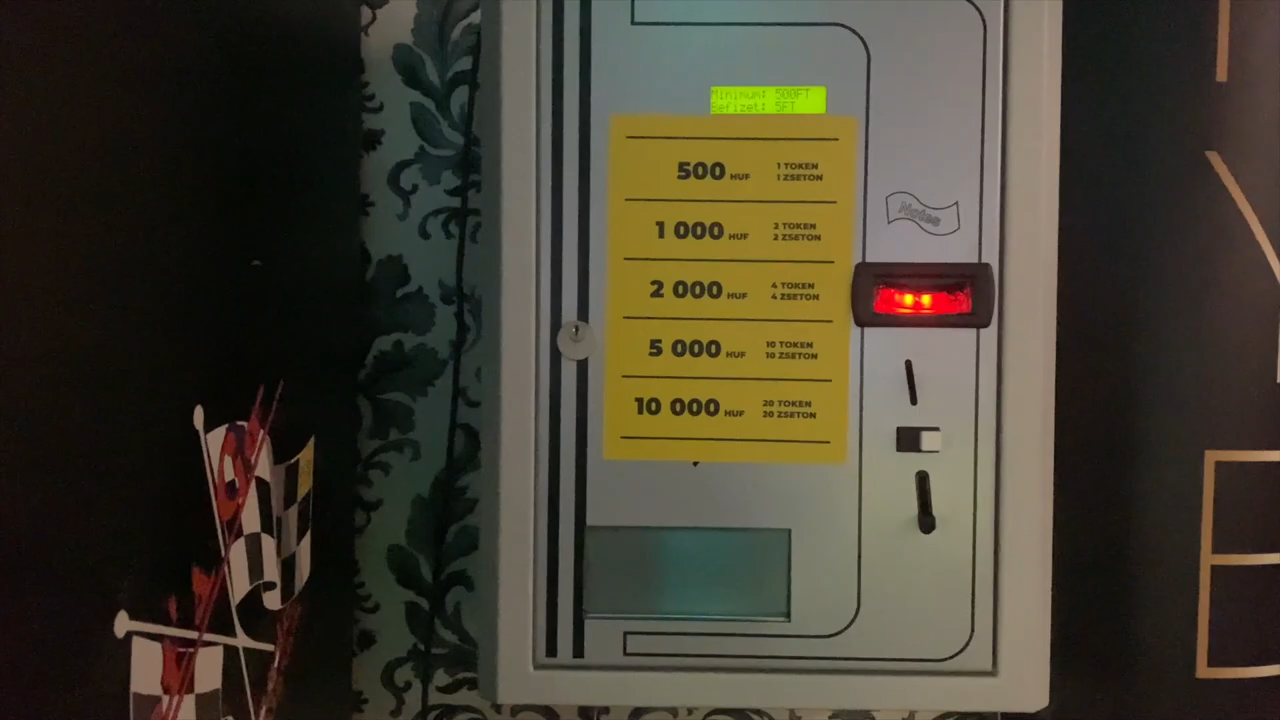 Minimum: 500FT
Befizet: 5FT
500 HUF 1 TOKEN
1 ZSETON
1 000 HUF 2 TOKEN
2 ZSETON
2 000 HUF 4 TOKEN
4 ZSETON
5 000 HUF 10 TOKEN
10 ZSETON
10 000 HUF 20 TOKEN
20 ZSETON
Notes